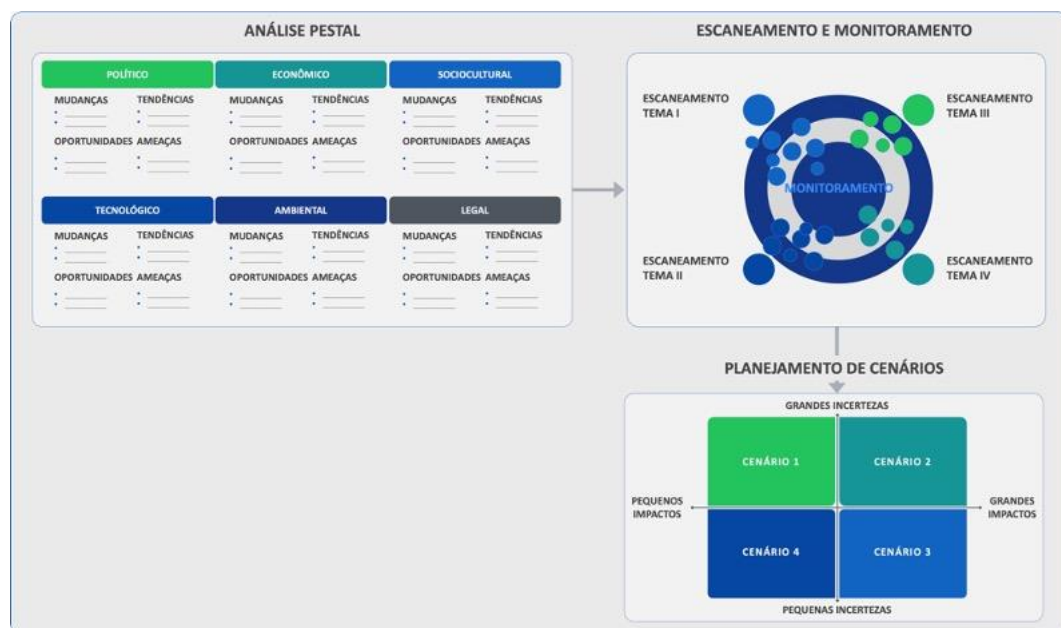 ANÁLISE PESTAL
POLÍTICO
MUDANÇAS TENDÊNCIAS
OPORTUNIDADES AMEAÇAS
ECONÔMICO
MUDANÇAS TENDÊNCIAS
OPORTUNIDADES AMEAÇAS
SOCIOCULTURAL
MUDANÇAS TENDÊNCIAS
OPORTUNIDADES AMEAÇAS
TECNOLÓGICO
MUDANÇAS TENDÊNCIAS
OPORTUNIDADES AMEAÇAS
AMBIENTAL
MUDANÇAS TENDÊNCIAS
OPORTUNIDADES AMEAÇAS
LEGAL
MUDANÇAS TENDÊNCIAS
OPORTUNIDADES AMEAÇAS
ESCANEAMENTO E MONITORAMENTO
ESCANEAMENTO
TEMA I
ESCANEAMENTO
TEMA III
MONITORAMENTO
ESCANEAMENTO
TEMA II
ESCANEAMENTO
TEMA IV
PLANEJAMENTO DE CENÁRIOS
GRANDES INCERTEZAS
CENÁRIO 1
CENÁRIO 2
PEQUENOS
IMPACTOS
GRANDES
IMPACTOS
CENÁRIO 4
CENÁRIO 3
PEQUENAS INCERTEZAS